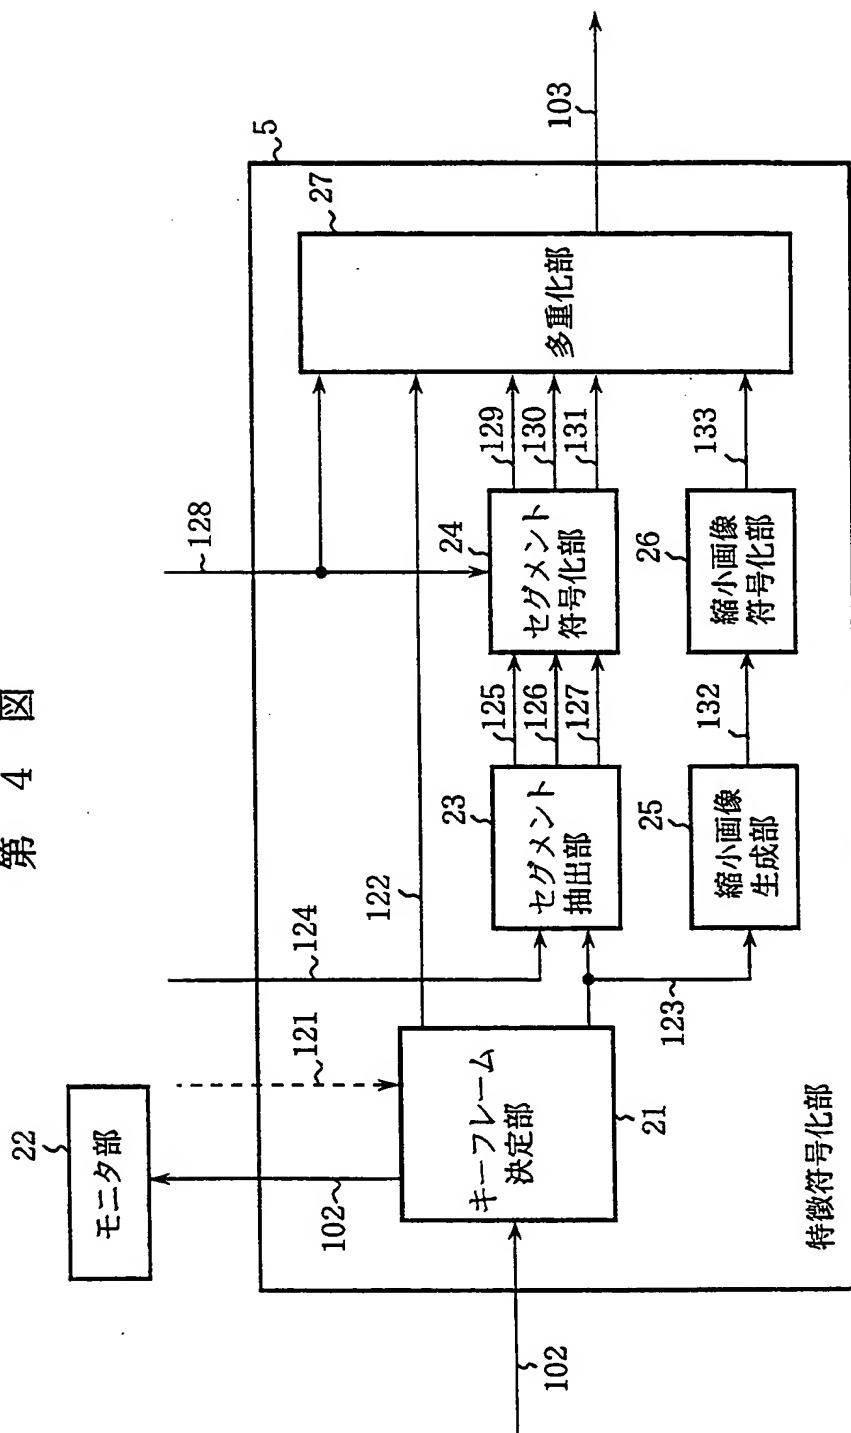 第 4 図
22
モニタ部
102
121
124
122
128
5
27
多重化部
103
キーフレーム
決定部
21
102
123
23
セグメント
抽出部
125
126
127
24
セグメント
符号化部
129
130
131
25
縮小画像
生成部
132
26
縮小画像
符号化部
133
特徴符号化部